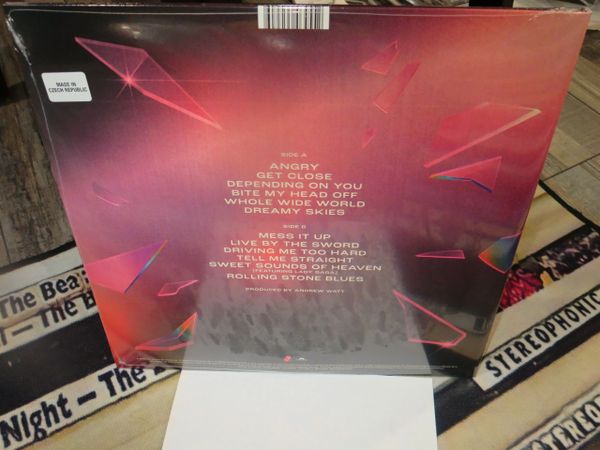 MADE IN
CZECH REPUBLIC
SIDE A
ANGRY
GET CLOSE
DEPENDING ON YOU
BITE MY HEAD OFF
WHOLE WIDE WORLD
DREAMY SKIES
SIDE B
MESS IT UP
LIVE BY THE SWORD
DRIVING ME TOO HARD
TELL ME STRAIGHT
SWEET SOUNDS OF HEAVEN
(FEATURING LADY GAGA)
ROLLING STONE BLUES
PRODUCED BY ANDREW WATT
The Bea
— The B
Night — The
STEREOPHONIC
STEREO